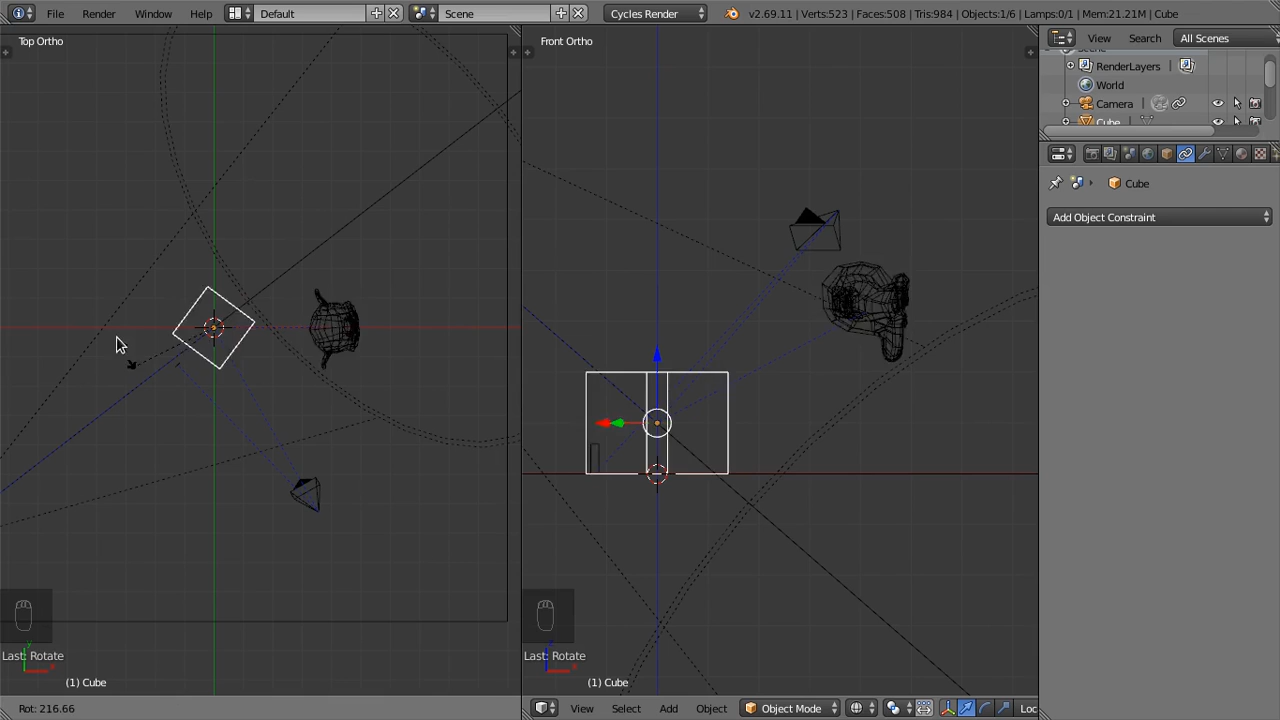 File Render Window Help Default Scene Cycles Render v2.69.11 | Verts:523 | Faces:508 | Tris:984 | Objects:1/6 | Lamps:0/1 | Mem:21.21M | Cube
Top Ortho
Front Ortho
View Search All Scenes
Scene
RenderLayers
World
Camera
Cube
Cube
Add Object Constraint
Last: Rotate
(1) Cube
Last: Rotate
(1) Cube
Rot: 216.66
View Select Add Object Object Mode Loc